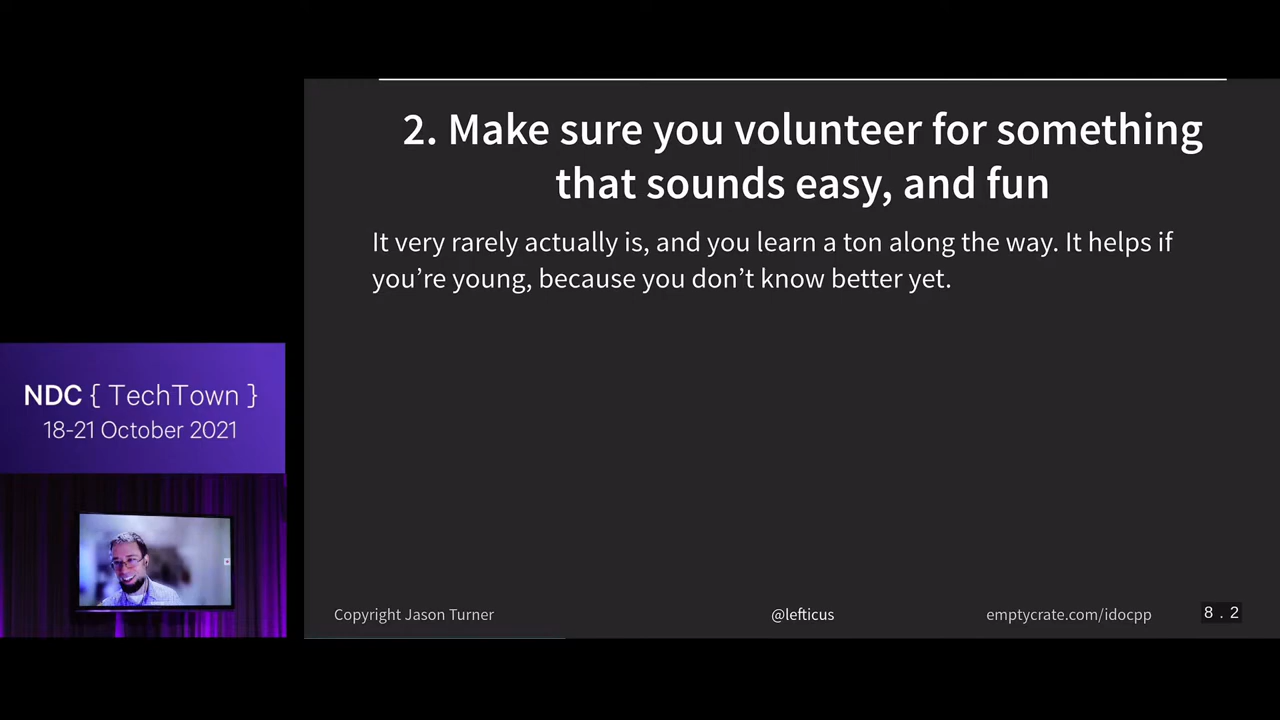 2. Make sure you volunteer for something
that sounds easy, and fun
It very rarely actually is, and you learn a ton along the way. It helps if
you’re young, because you don’t know better yet.
NDC { TechTown }
18-21 October 2021
Copyright Jason Turner
@lefticus
emptycrate.com/idocpp
8 . 2